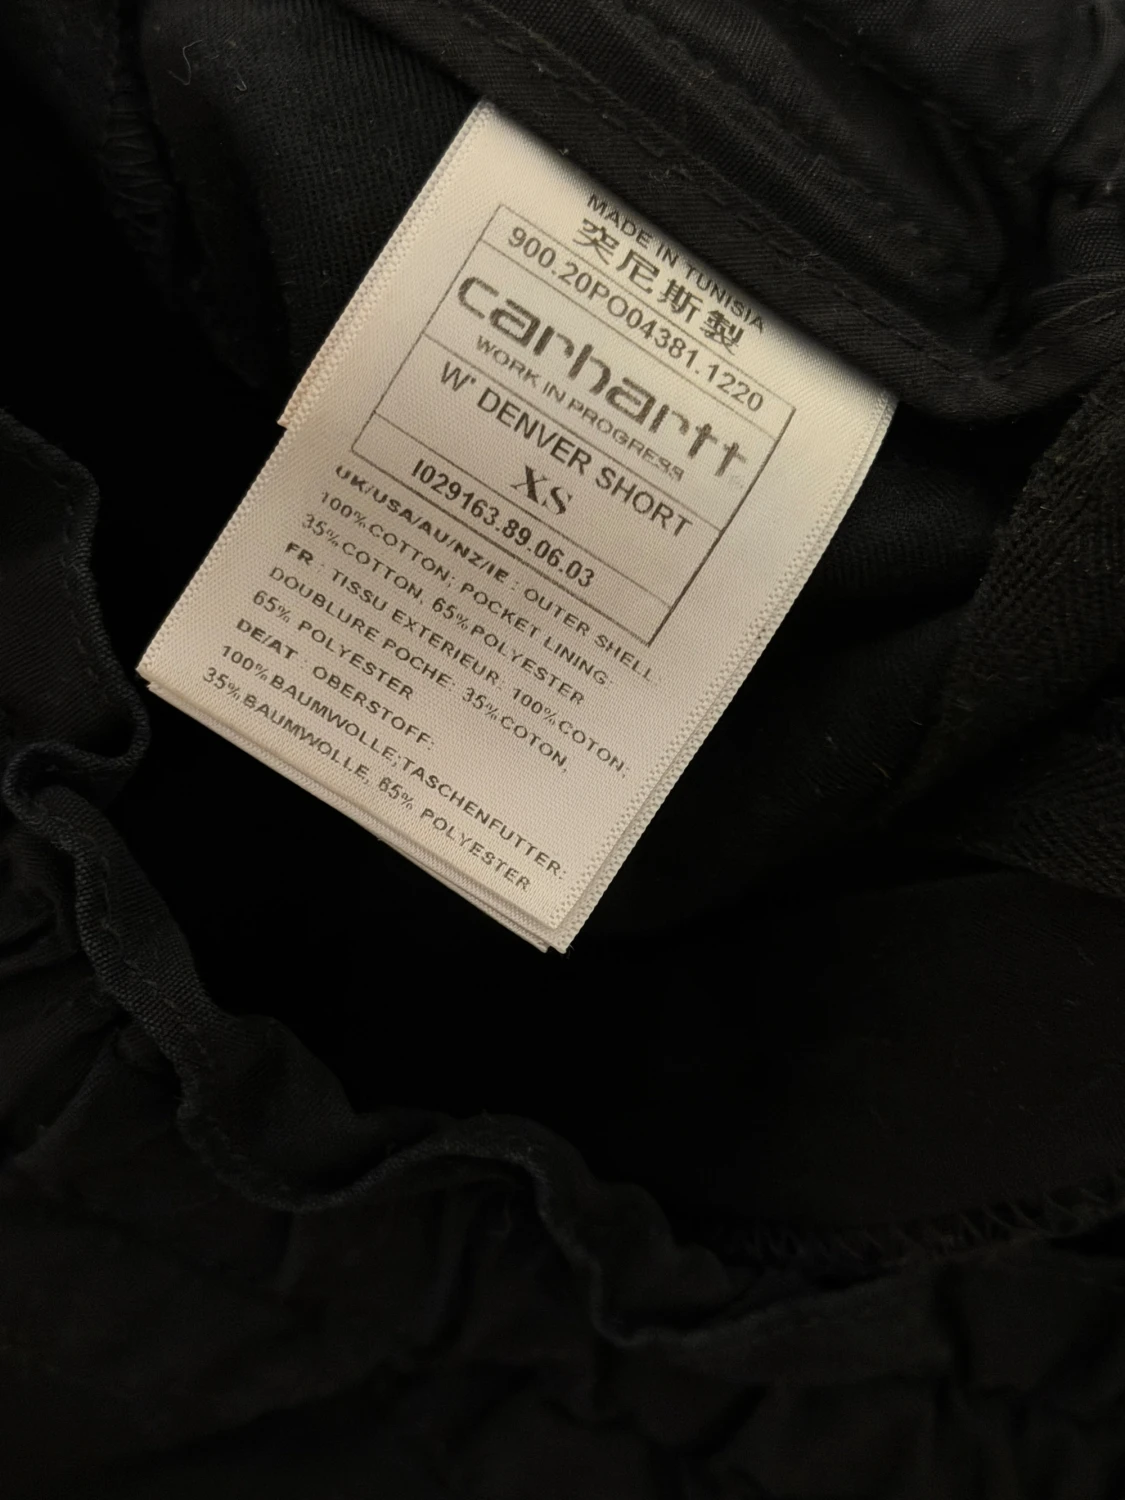 MADE IN TUNISIA
突尼斯製
900.20PO04381.1220
carhartt
WORK IN PROGRESS
W' DENVER SHORT
XS
I029163.89.06.03
UK/USA/AU/NZ/IE : OUTER SHELL:
100%COTTON; POCKET LINING:
35%COTTON, 65%POLYESTER
FR : TISSU EXTERIEUR: 100%COTON;
DOUBLURE POCHE: 35%COTON,
65% POLYESTER
DE/AT : OBERSTOFF:
100%BAUMWOLLE;TASCHENFUTTER:
35%BAUMWOLLE, 65% POLYESTER